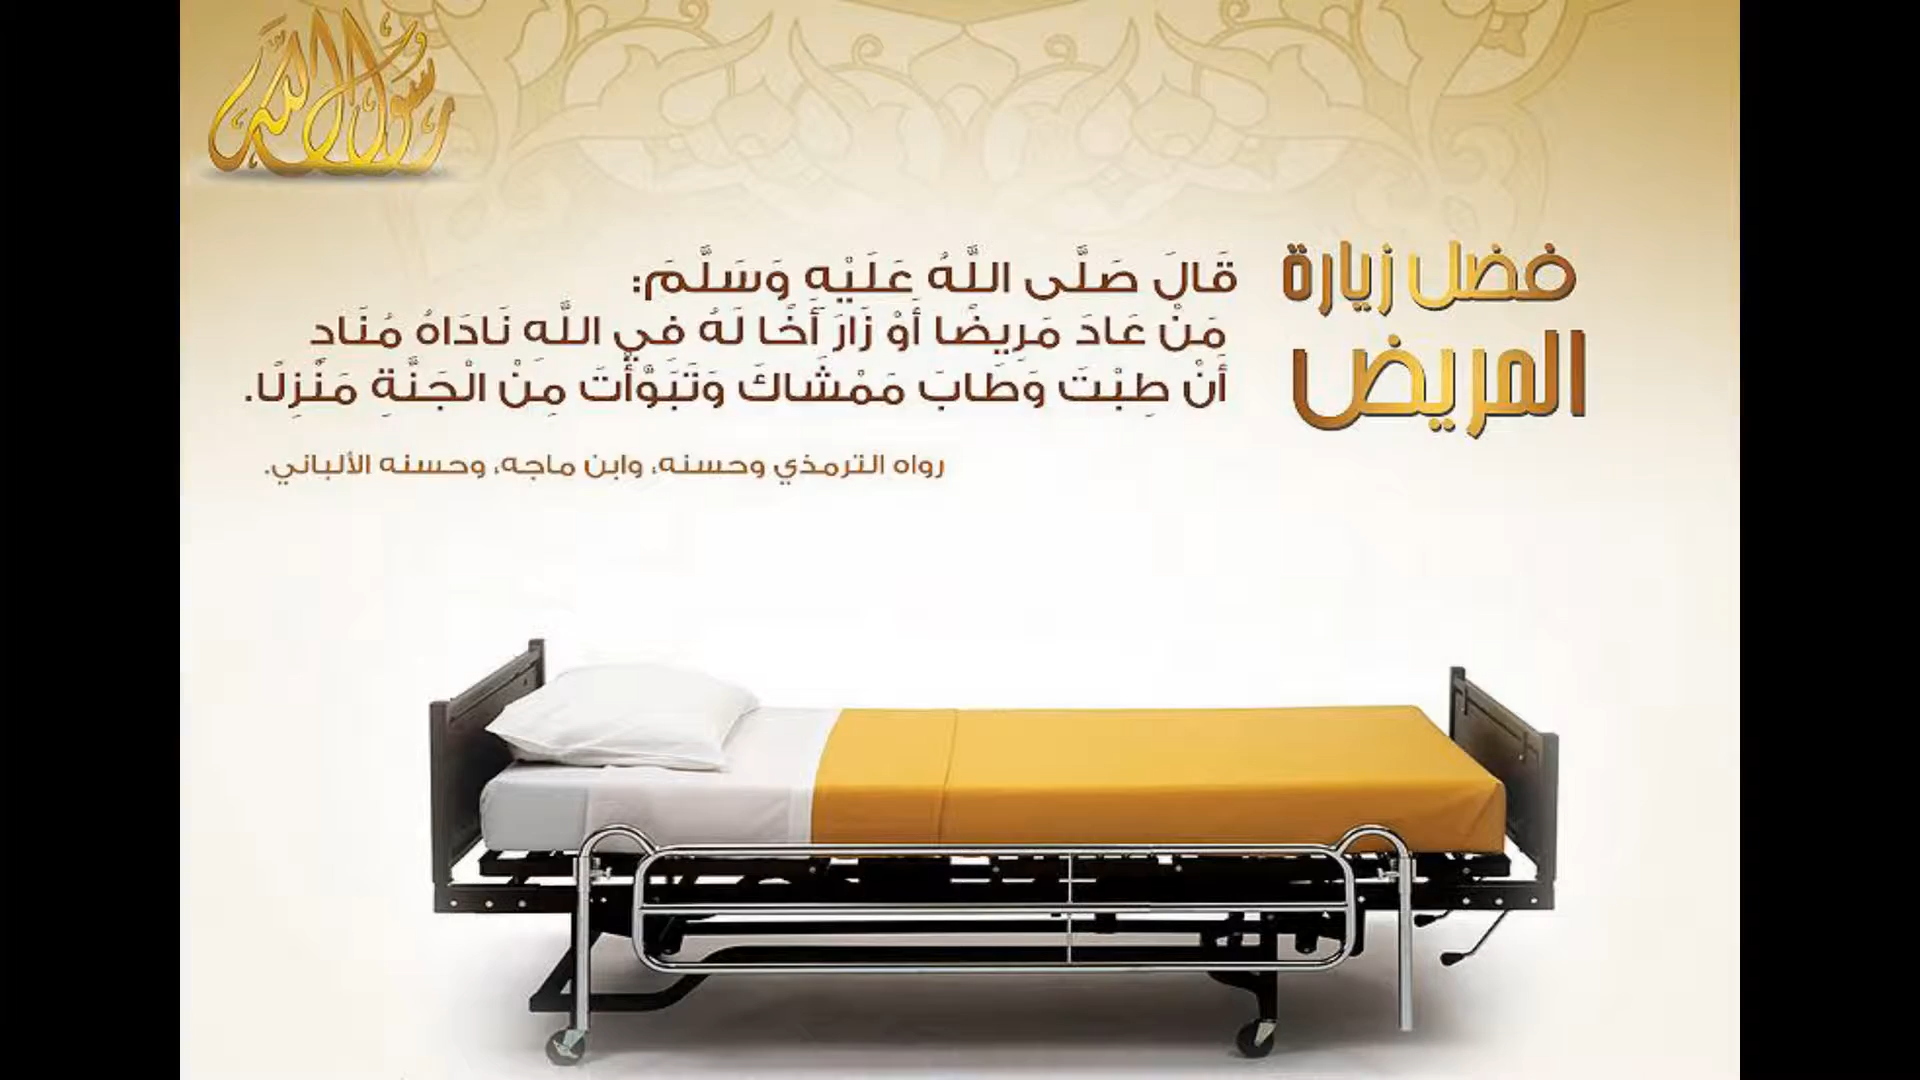 رسول الله
فضل زيارة
المريض
قَالَ صَلَّى اللَّهُ عَلَيْهِ وَسَلَّمَ:
مَنْ عَادَ مَرِيضًا أَوْ زَارَ أَخًا لَهُ فِي اللَّه نَادَاهُ مُنَاد
أَنْ طِبْتَ وَطَابَ مَمْشَاكَ وَتَبَوَّأْتَ مِنْ الْجَنَّةِ مَنْزِلًا.
رواه الترمذي وحسنه، وابن ماجه، وحسنه الألباني.